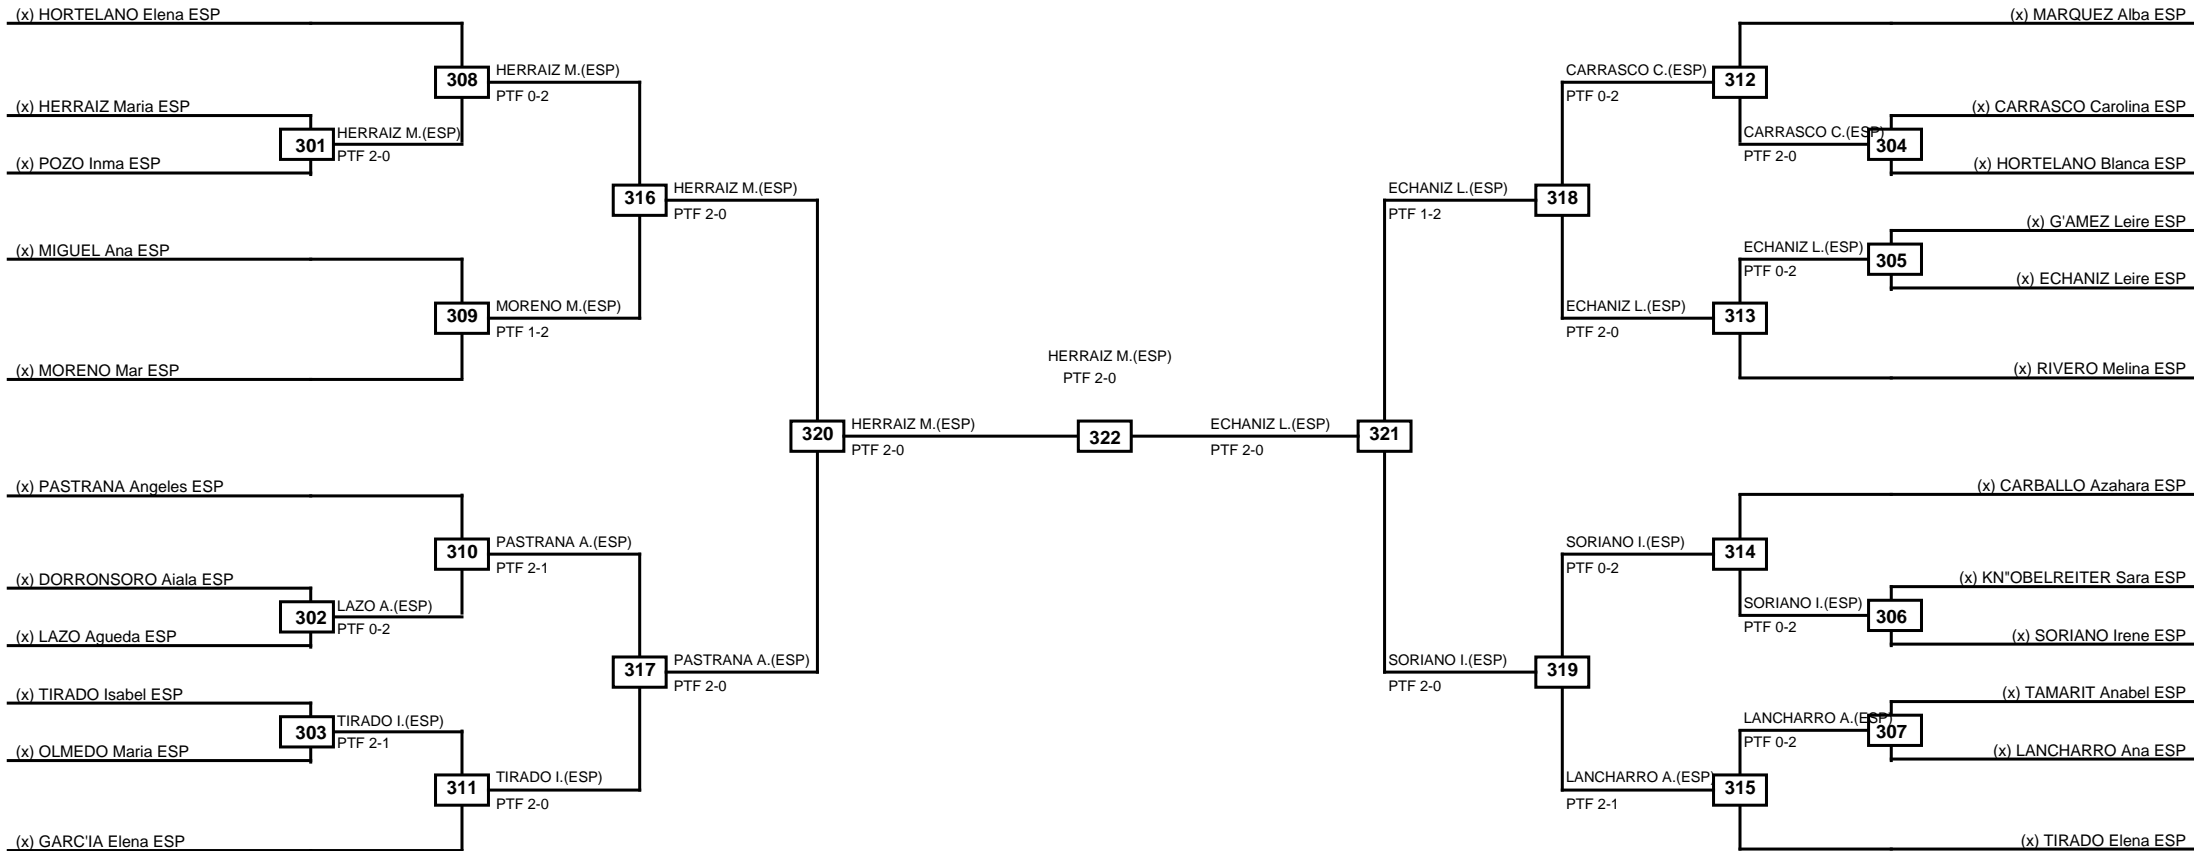 (x) HORTELANO Elena ESP
(x) HERRAIZ Maria ESP
(x) POZO Inma ESP
(x) MIGUEL Ana ESP
(x) MORENO Mar ESP
(x) PASTRANA Angeles ESP
(x) DORRONSORO Aiala ESP
(x) LAZO Agueda ESP
(x) TIRADO Isabel ESP
(x) OLMEDO Maria ESP
(x) GARC'IA Elena ESP
301
HERRAIZ M.(ESP)
PTF 2-0
302
LAZO A.(ESP)
PTF 0-2
303
TIRADO I.(ESP)
PTF 2-1
308
HERRAIZ M.(ESP)
PTF 0-2
309
MORENO M.(ESP)
PTF 1-2
310
PASTRANA A.(ESP)
PTF 2-1
311
TIRADO I.(ESP)
PTF 2-0
316
HERRAIZ M.(ESP)
PTF 2-0
317
PASTRANA A.(ESP)
PTF 2-0
320
HERRAIZ M.(ESP)
PTF 2-0
HERRAIZ M.(ESP)
PTF 2-0
322
ECHANIZ L.(ESP)
PTF 2-0
321
ECHANIZ L.(ESP)
PTF 1-2
318
SORIANO I.(ESP)
PTF 2-0
319
CARRASCO C.(ESP)
PTF 0-2
312
ECHANIZ L.(ESP)
PTF 2-0
313
SORIANO I.(ESP)
PTF 0-2
314
LANCHARRO A.(ESP)
PTF 2-1
315
CARRASCO C.(ESP)
PTF 2-0
304
ECHANIZ L.(ESP)
PTF 0-2
305
SORIANO I.(ESP)
PTF 0-2
306
LANCHARRO A.(ESP)
PTF 0-2
307
(x) MARQUEZ Alba ESP
(x) CARRASCO Carolina ESP
(x) HORTELANO Blanca ESP
(x) G'AMEZ Leire ESP
(x) ECHANIZ Leire ESP
(x) RIVERO Melina ESP
(x) CARBALLO Azahara ESP
(x) KN"OBELREITER Sara ESP
(x) SORIANO Irene ESP
(x) TAMARIT Anabel ESP
(x) LANCHARRO Ana ESP
(x) TIRADO Elena ESP